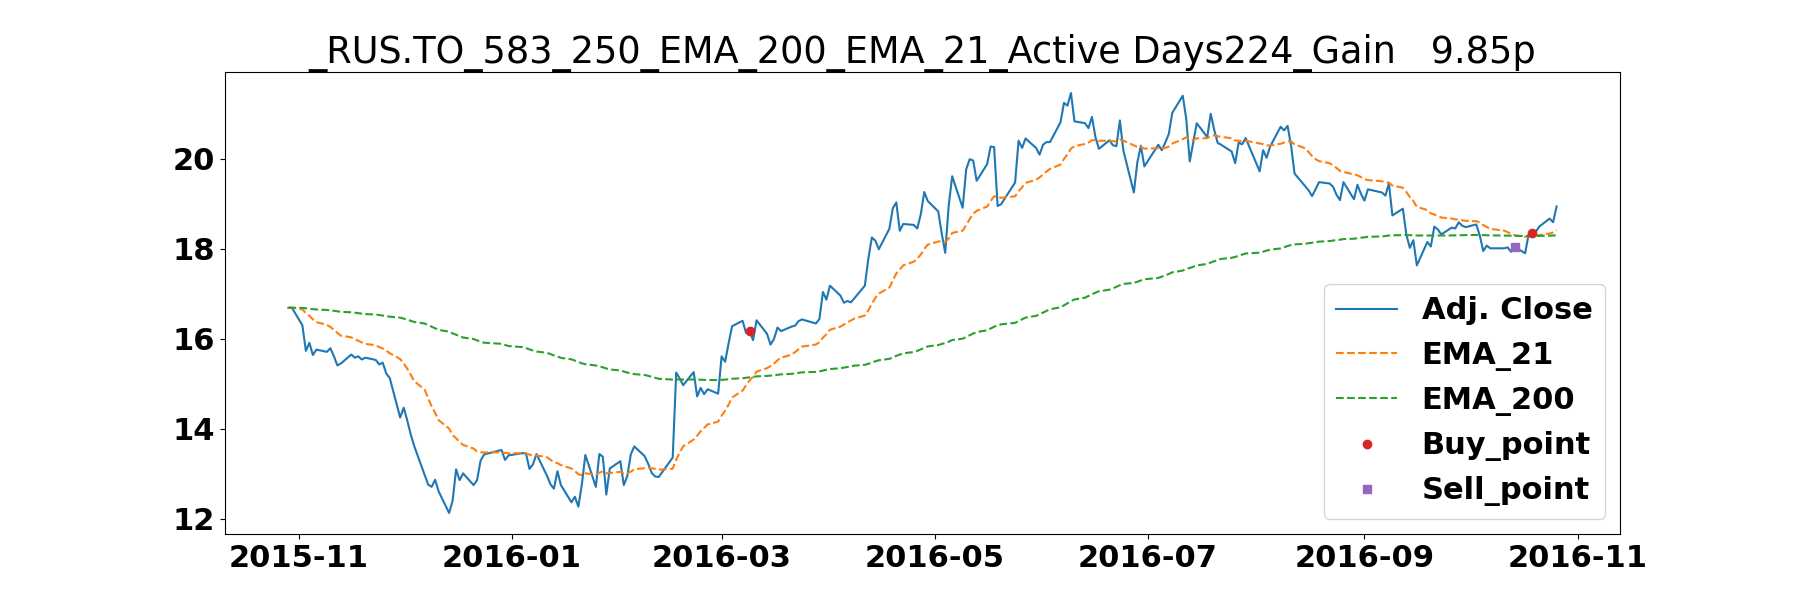 _RUS.TO_583_250_EMA_200_EMA_21_Active Days224_Gain   9.85p
20
18
16
14
12
Adj. Close
EMA_21
EMA_200
Buy_point
Sell_point
2015-11 2016-01 2016-03 2016-05 2016-07 2016-09 2016-11